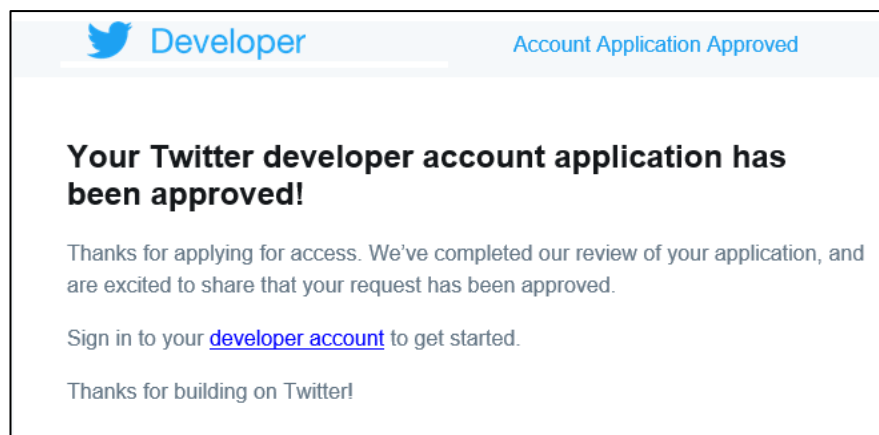 Developer
Account Application Approved
Your Twitter developer account application has
been approved!
Thanks for applying for access. We’ve completed our review of your application, and
are excited to share that your request has been approved.
Sign in to your developer account to get started.
Thanks for building on Twitter!